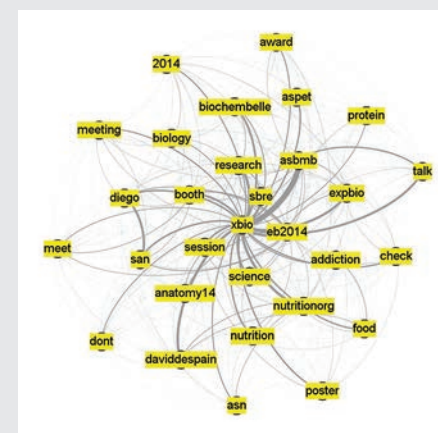 award
2014
aspet
biochembelle
protein
meeting
biology
research
asbmb
talk
diego
booth
sbre
expbio
xbio
eb2014
meet
session
san
addiction
check
science
anatomy14
nutritionorg
food
dont
nutrition
daviddespain
poster
asn